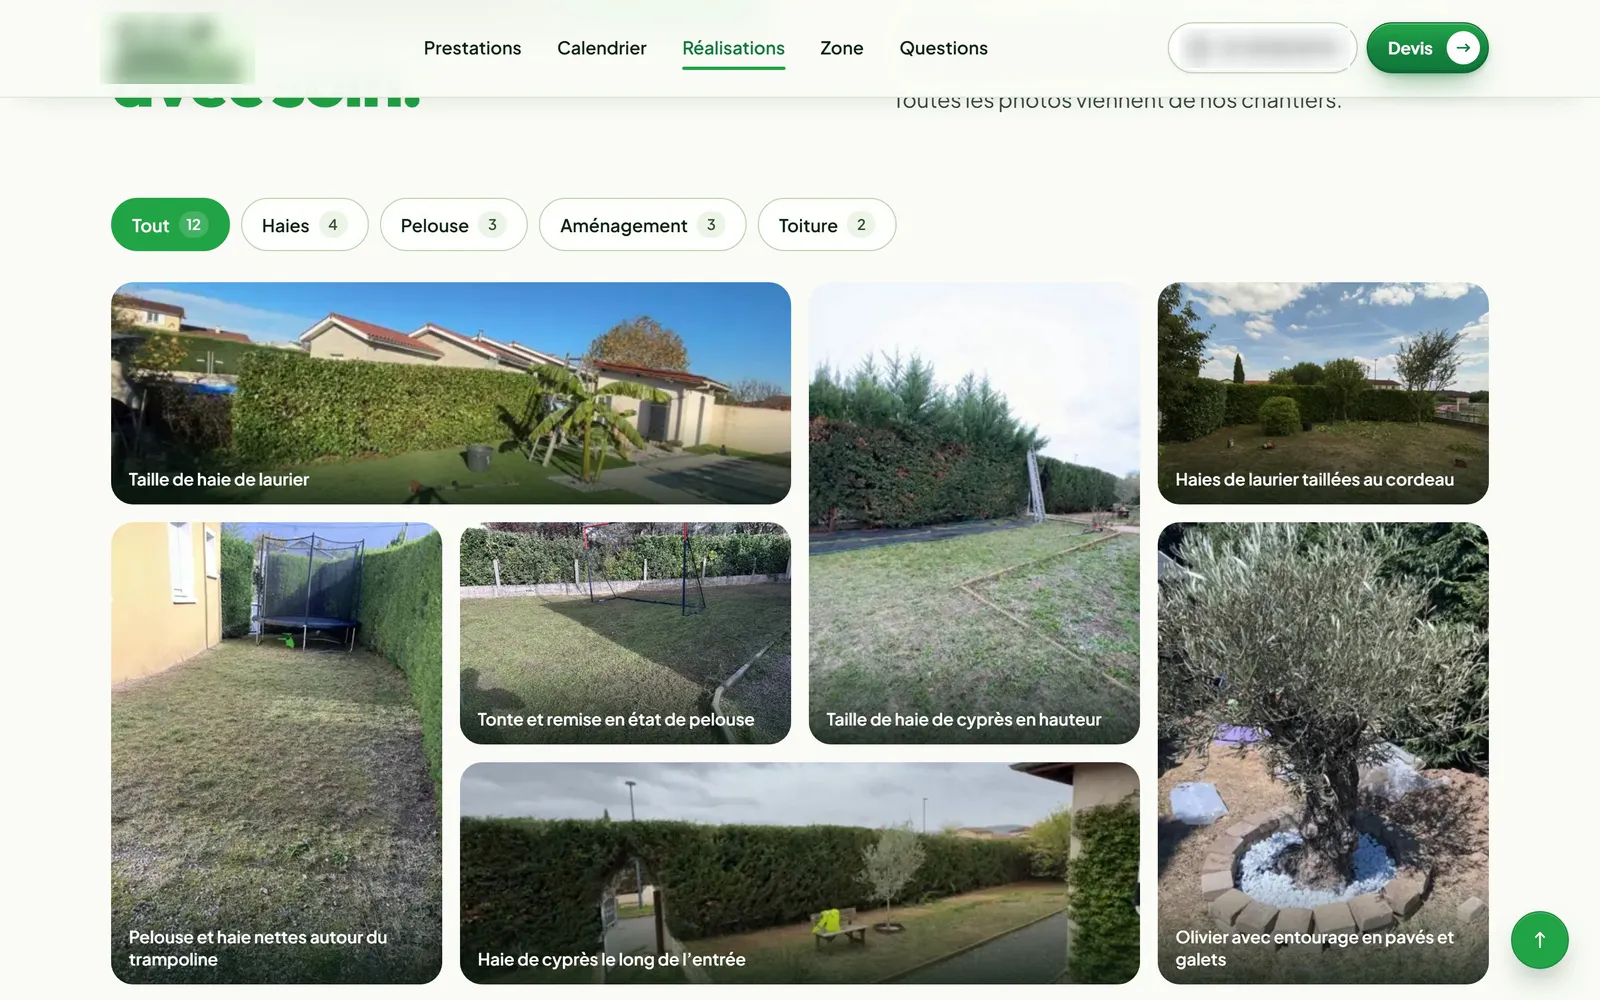 Prestations
Calendrier
Réalisations
Zone
Questions
Devis
avec soin.
Toutes les photos viennent de nos chantiers.
Tout 12
Haies 4
Pelouse 3
Aménagement 3
Toiture 2
Taille de haie de laurier
Haies de laurier taillées au cordeau
Tonte et remise en état de pelouse
Taille de haie de cyprès en hauteur
Pelouse et haie nettes autour du
trampoline
Haie de cyprès le long de l’entrée
Olivier avec entourage en pavés et
galets